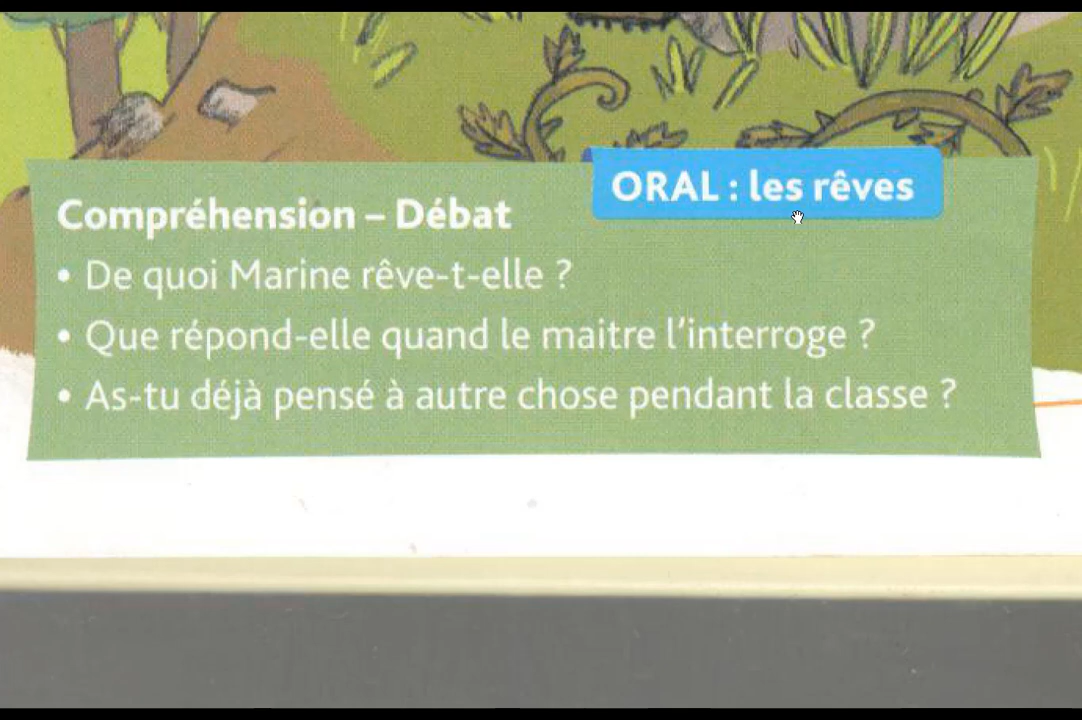 ORAL : les rêves
Compréhension – Débat
• De quoi Marine rêve-t-elle ?
• Que répond-elle quand le maitre l'interroge ?
• As-tu déjà pensé à autre chose pendant la classe ?